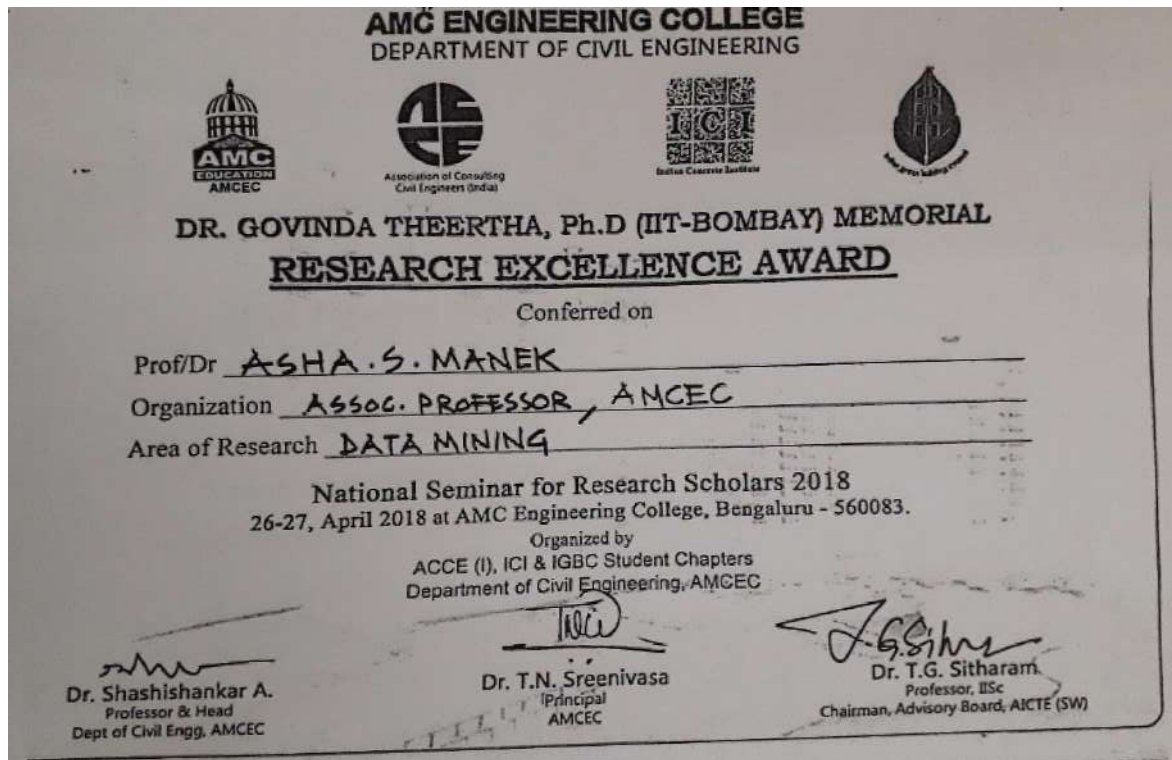 AMC ENGINEERING COLLEGE
DEPARTMENT OF CIVIL ENGINEERING
AMC
EDUCATION
AMCEC
ACCE
Association of Consulting
Civil Engineers (India)
ICI
Indian Concrete Institute
DR. GOVINDA THEERTHA, Ph.D (IIT-BOMBAY) MEMORIAL
RESEARCH EXCELLENCE AWARD
Conferred on
Prof/Dr ASHA.S.MANEK
Organization ASSOC. PROFESSOR, AMCEC
Area of Research DATA MINING
National Seminar for Research Scholars 2018
26-27, April 2018 at AMC Engineering College, Bengaluru - 560083.
Organized by
ACCE (I), ICI & IGBC Student Chapters
Department of Civil Engineering, AMCEC
Dr. Shashishankar A.
Professor & Head
Dept of Civil Engg, AMCEC
Dr. T.N. Sreenivasa
Principal
AMCEC
Dr. T.G. Sitharam
Professor, IISc
Chairman, Advisory Board, AICTE (SW)